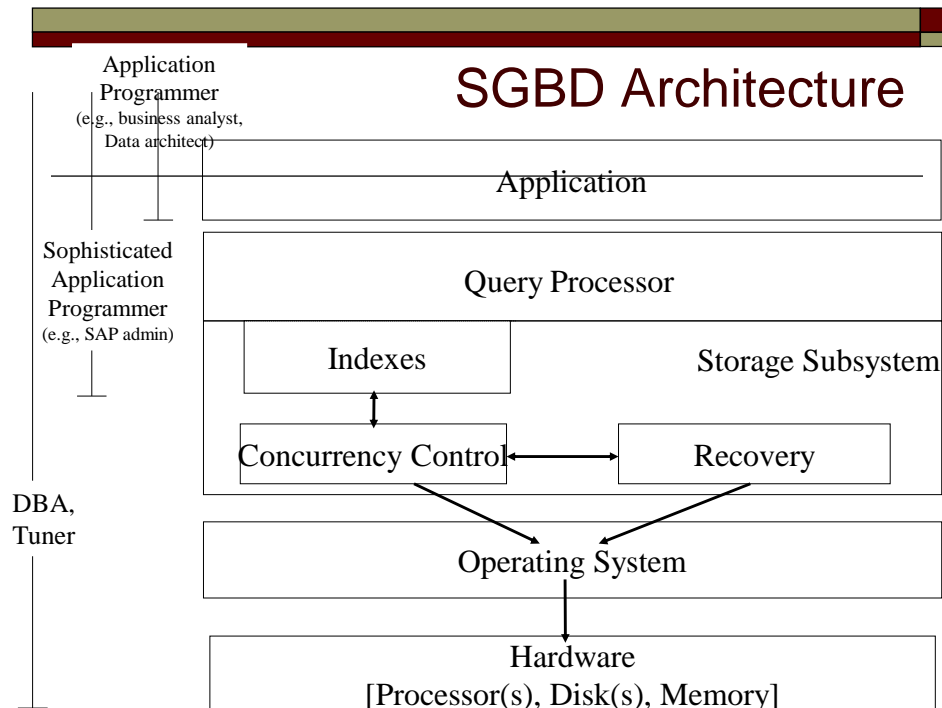 SGBD Architecture
Application
Programmer
(e.g., business analyst,
Data architect)
Application
Sophisticated
Application
Programmer
(e.g., SAP admin)
Query Processor
Indexes
Storage Subsystem
Concurrency Control
Recovery
DBA,
Tuner
Operating System
Hardware
[Processor(s), Disk(s), Memory]